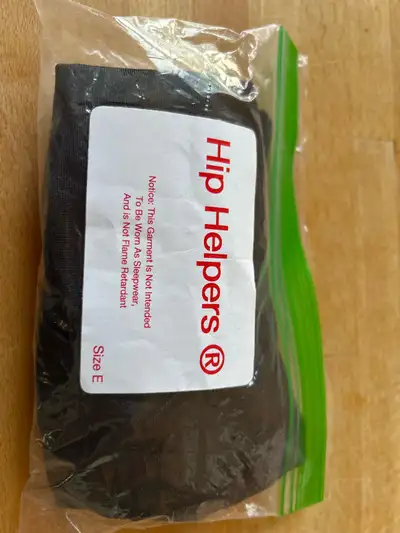 Hip Helpers ®
Notice: This Garment Is Not Intended
To Be Worn As Sleepwear,
And is Not Flame Retardant
Size E